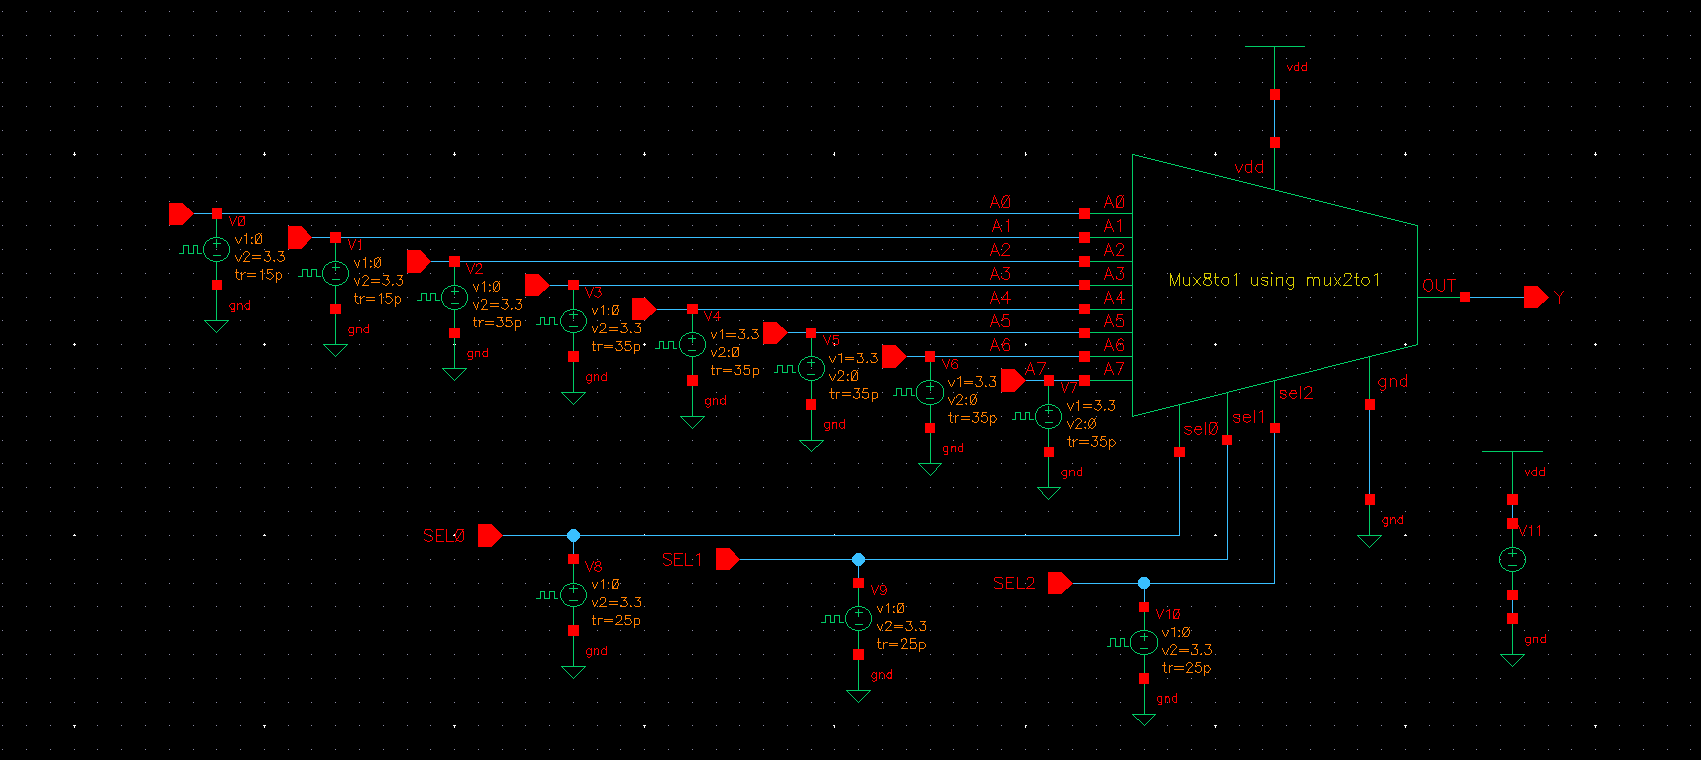 vdd
vdd
A0 A0
A1 A1
A2 A2
A3 A3
A4 A4
A5 A5
A6 A6
A7 A7
Mux8to1 using mux2to1
OUT
Y
V0
v1:0
v2=3.3
tr=15p
gnd
V1
v1:0
v2=3.3
tr=15p
gnd
V2
v1:0
v2=3.3
tr=35p
gnd
V3
v1:0
v2=3.3
tr=35p
gnd
V4
v1=3.3
v2:0
tr=35p
gnd
V5
v1=3.3
v2:0
tr=35p
gnd
V6
v1=3.3
v2:0
tr=35p
gnd
V7
v1=3.3
v2:0
tr=35p
gnd
sel0
sel1
sel2
gnd
gnd
SEL0
V8
v1:0
v2=3.3
tr=25p
gnd
SEL1
V9
v1:0
v2=3.3
tr=25p
gnd
SEL2
V10
v1:0
v2=3.3
tr=25p
gnd
vdd
V11
gnd